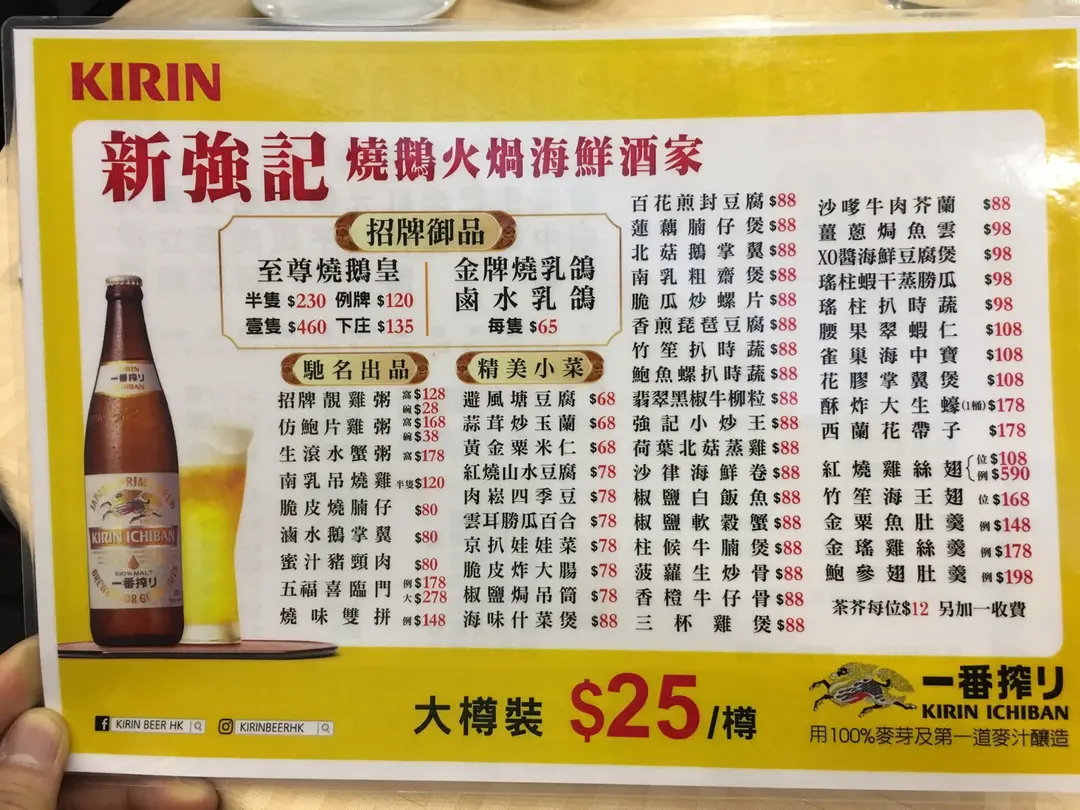 KIRIN
新強記 燒鵝火焗海鮮酒家
招牌御品
至尊燒鵝皇
半隻 $230 例牌 $120
壹隻 $460 下庄 $135
金牌燒乳鴿
鹵水乳鴿
每隻 $65
馳名出品
招牌靚雞粥 窩$128 碗$28
仿鮑片雞粥 窩$168 碗$38
生滾水蟹粥 窩$178
南乳吊燒雞 半隻$120
脆皮燒腩仔 $80
滷水鵝掌翼 $80
蜜汁豬頸肉 $80
五福喜臨門 例$178 大$278
燒味雙拼 例$148
精美小菜
避風塘豆腐 $68
蒜茸炒玉蘭 $68
黃金粟米仁 $68
紅燒山水豆腐 $78
肉崧四季豆 $78
雲耳勝瓜百合 $78
京扒娃娃菜 $78
脆皮炸大腸 $78
椒鹽焗吊筒 $78
海味什菜煲 $88
百花煎封豆腐 $88
蓮藕腩仔煲 $88
北菇鵝掌翼 $88
南乳粗齋煲 $88
脆瓜炒螺片 $88
香煎琵琶豆腐 $88
竹笙扒時蔬 $88
鮑魚螺扒時蔬 $88
翡翠黑椒牛柳粒 $88
強記小炒王 $88
荷葉北菇蒸雞 $88
沙律海鮮卷 $88
椒鹽白飯魚 $88
椒鹽軟殼蟹 $88
柱候牛腩煲 $88
菠蘿生炒骨 $88
香橙牛仔骨 $88
三杯雞煲 $88
沙嗲牛肉芥蘭 $88
薑蔥焗魚雲 $98
XO醬海鮮豆腐煲 $98
瑤柱蝦干蒸勝瓜 $98
瑤柱扒時蔬 $98
腰果翠蝦仁 $108
雀巢海中寶 $108
花膠掌翼煲 $108
酥炸大生蠔(1桶) $178
西蘭花帶子 $178
紅燒雞絲翅 位$108 例$590
竹笙海王翅 位$168
金粟魚肚羹 例$148
金瑤雞絲羹 例$178
鮑參翅肚羹 例$198
茶芥每位$12 另加一收費
KIRIN
一番搾り
KIRIN ICHIBAN
100% MALT
一番搾り
KIRIN BEER HK
KIRINBEERHK
大樽裝 $25/樽
一番搾り
KIRIN ICHIBAN
用100%麥芽及第一道麥汁釀造